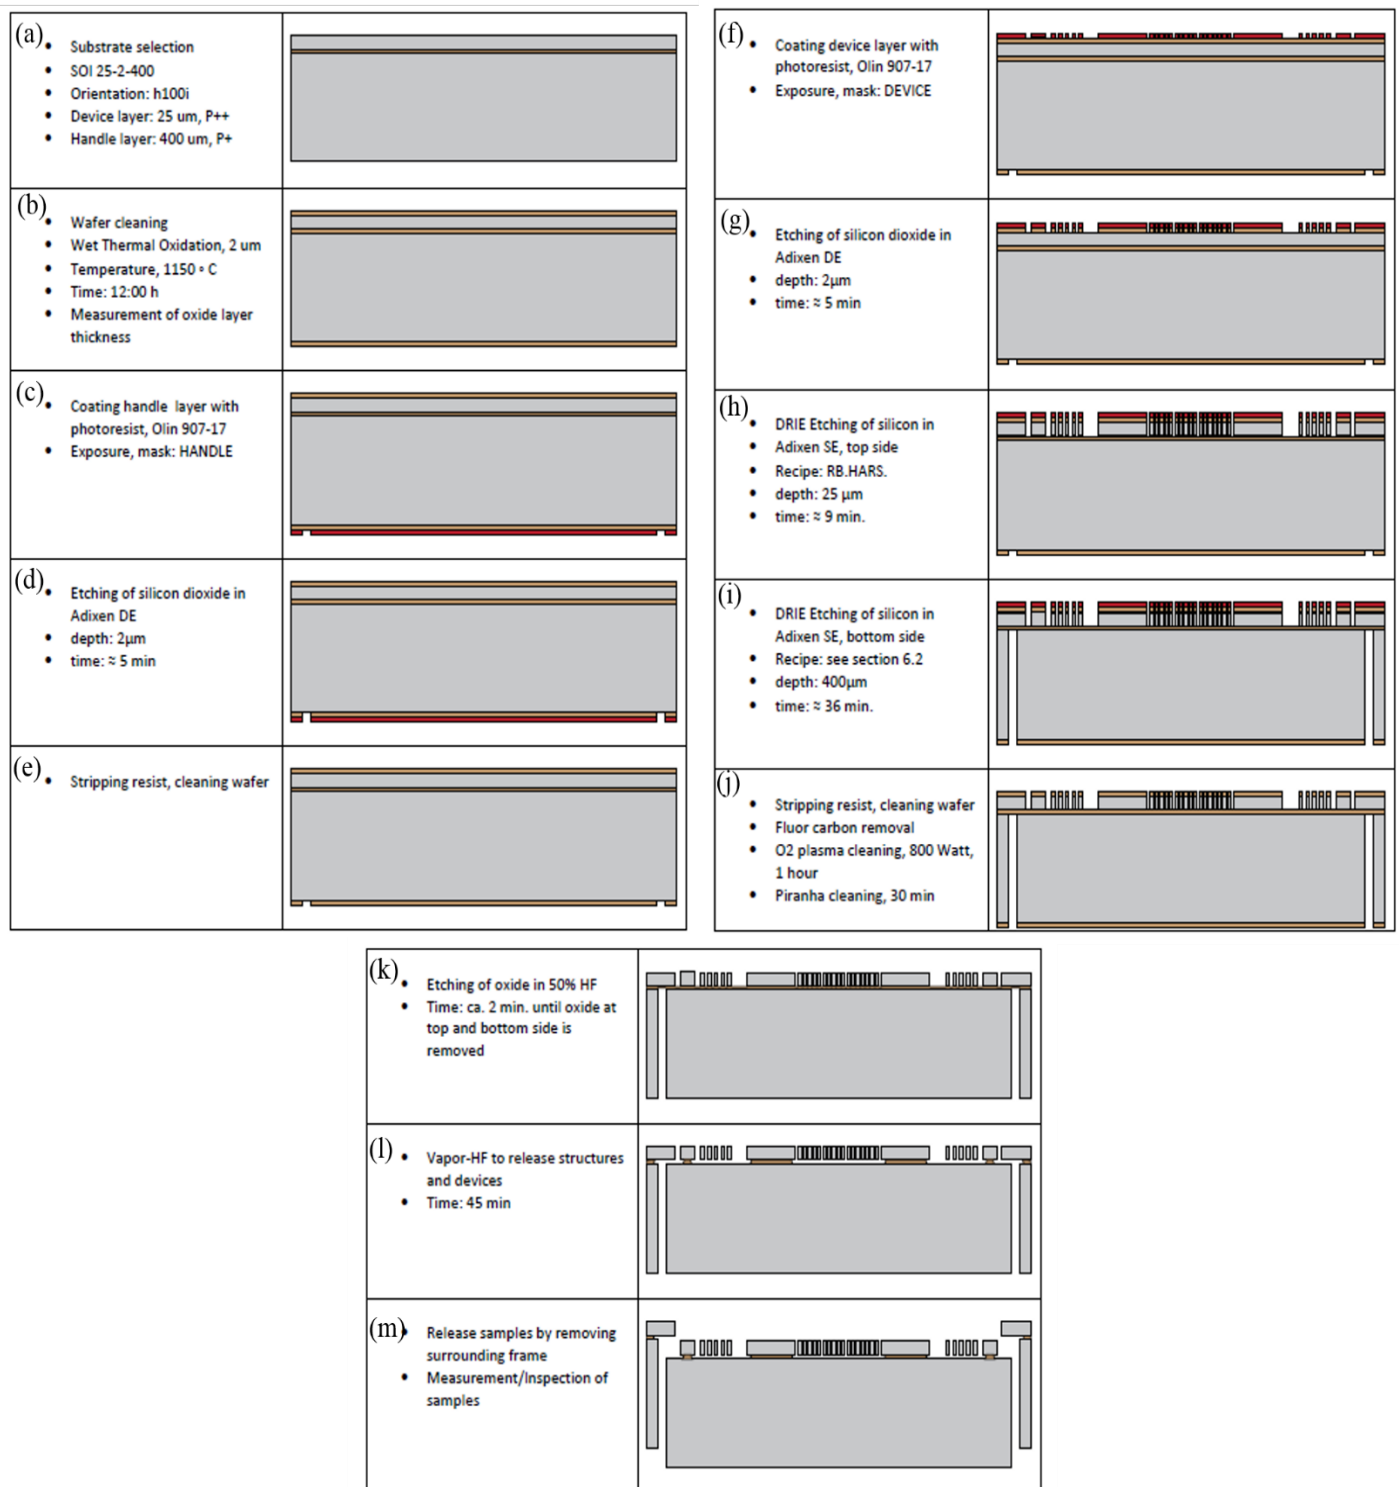 (a)
• Substrate selection
• SOI 25-2-400
• Orientation: h100i
• Device layer: 25 um, P++
• Handle layer: 400 um, P+
(b)
• Wafer cleaning
• Wet Thermal Oxidation, 2 um
• Temperature, 1150 ∘ C
• Time: 12:00 h
• Measurement of oxide layer
thickness
(c)
• Coating handle layer with
photoresist, Olin 907-17
• Exposure, mask: HANDLE
(d)
• Etching of silicon dioxide in
Adixen DE
• depth: 2µm
• time: ≈ 5 min
(e)
• Stripping resist, cleaning wafer
(f)
• Coating device layer with
photoresist, Olin 907-17
• Exposure, mask: DEVICE
(g)
• Etching of silicon dioxide in
Adixen DE
• depth: 2µm
• time: ≈ 5 min
(h)
• DRIE Etching of silicon in
• Adixen SE, top side
• Recipe: RB.HARS.
• depth: 25 µm
• time: ≈ 9 min.
(i)
• DRIE Etching of silicon in
• Adixen SE, bottom side
• Recipe: see section 6.2
• depth: 400µm
• time: ≈ 36 min.
(j)
• Stripping resist, cleaning wafer
• Fluor carbon removal
• O2 plasma cleaning, 800 Watt,
1 hour
• Piranha cleaning, 30 min
(k)
• Etching of oxide in 50% HF
• Time: ca. 2 min. until oxide at
top and bottom side is
removed
(l)
• Vapor-HF to release structures
and devices
• Time: 45 min
(m)
• Release samples by removing
surrounding frame
• Measurement/Inspection of
samples